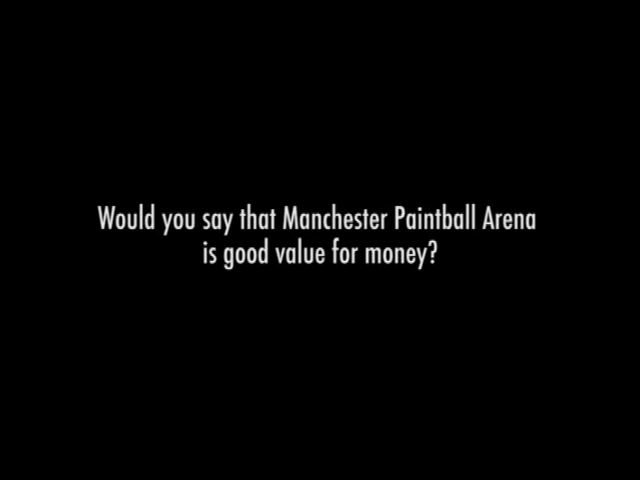 Would you say that Manchester Paintball Arena
is good value for money?